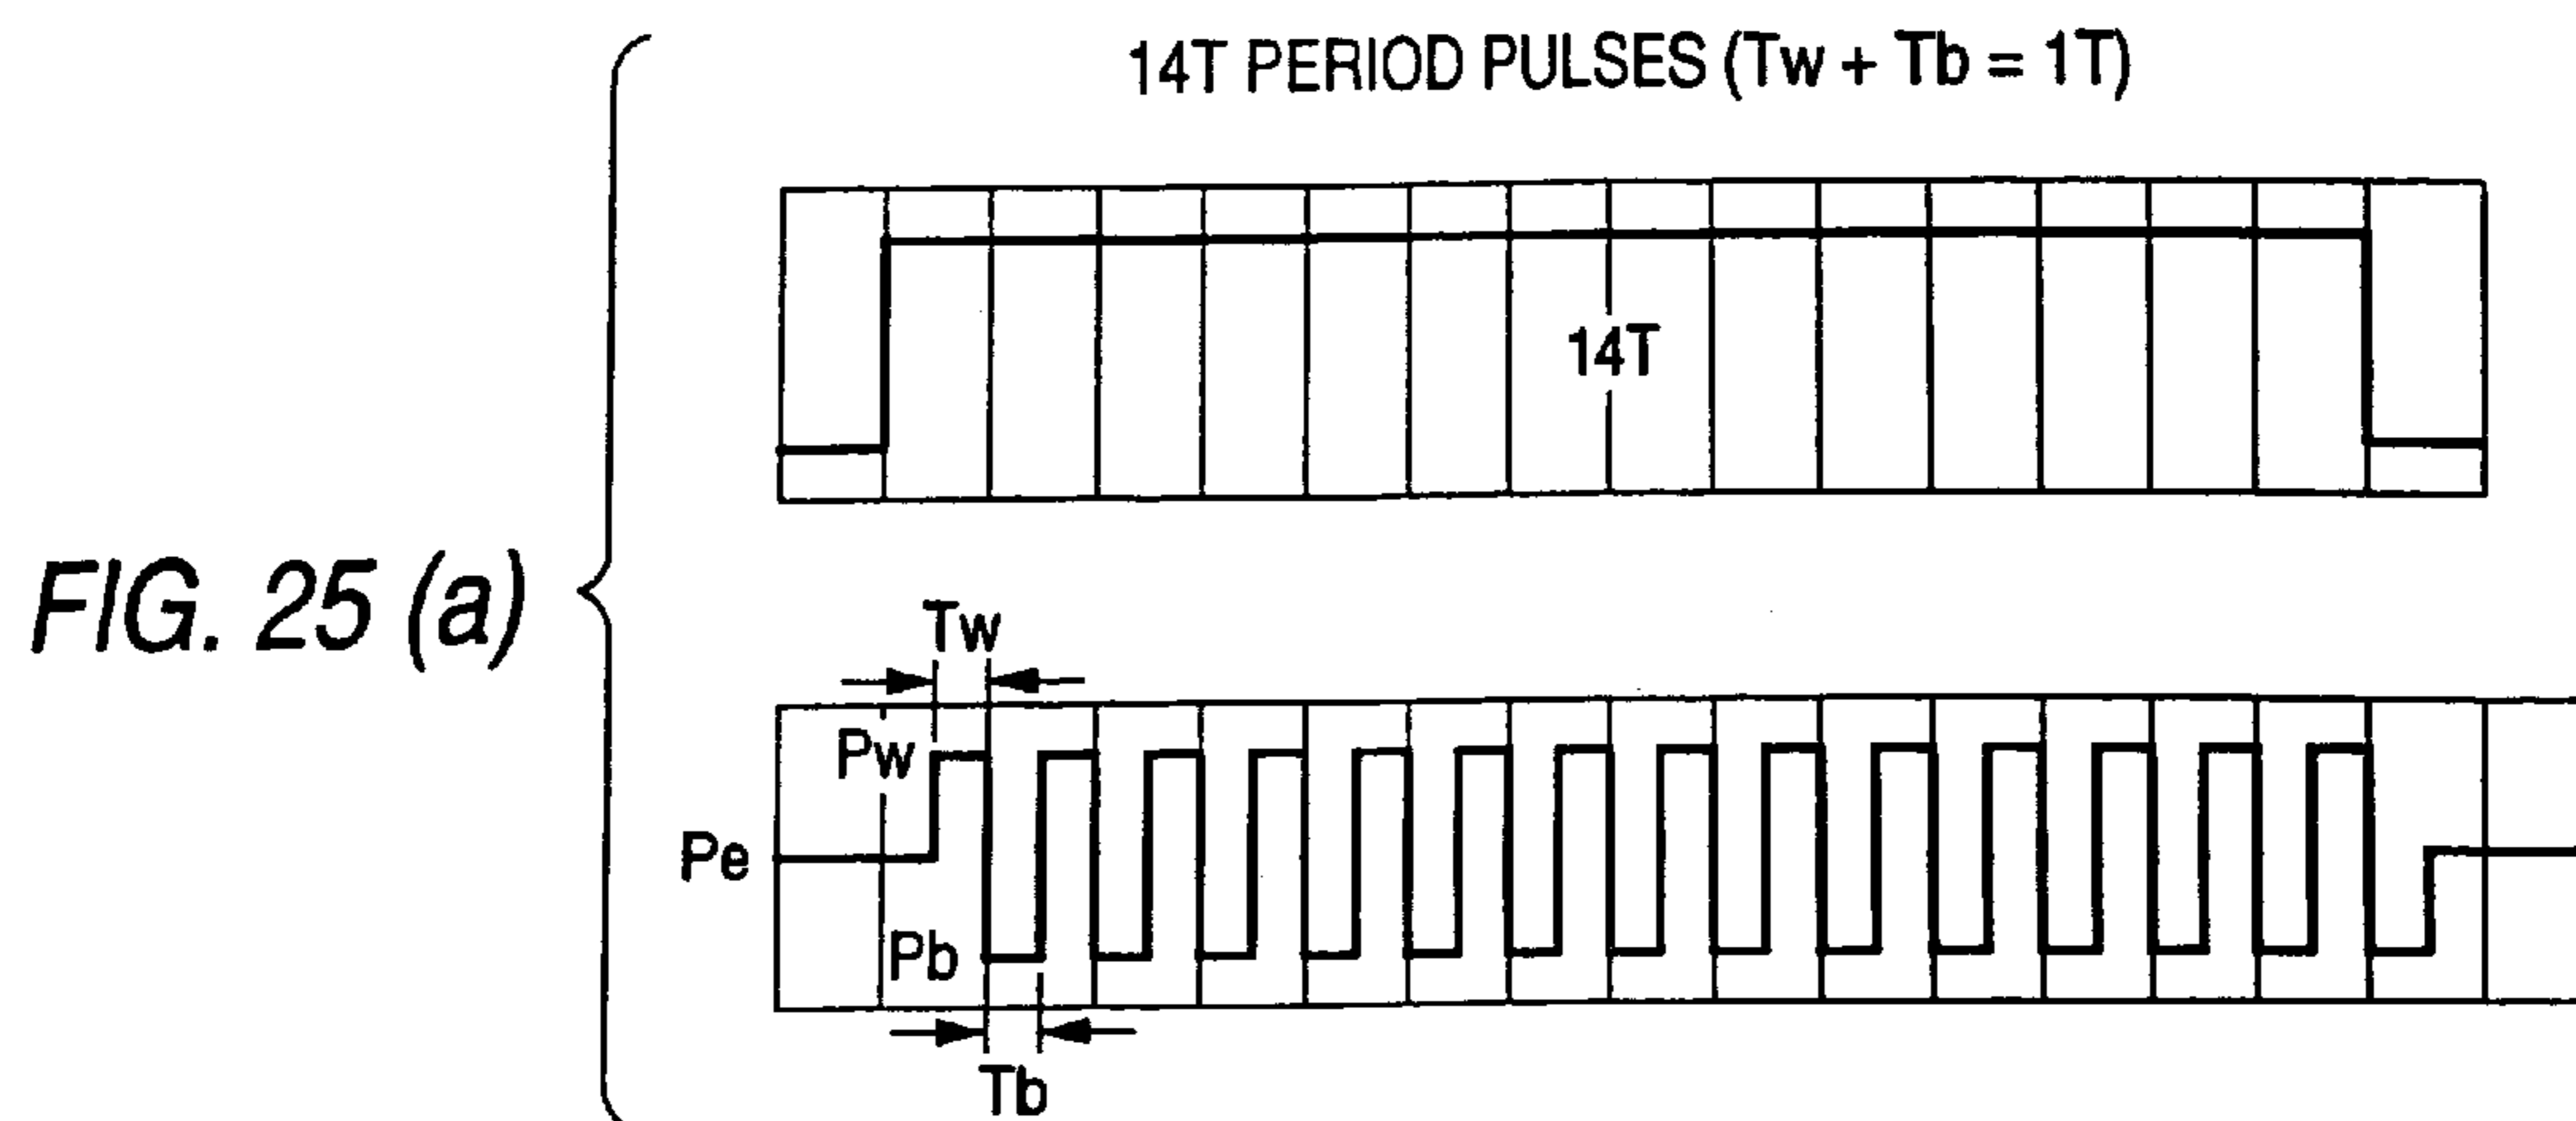 14T PERIOD PULSES (Tw + Tb = 1T)
14T
FIG. 25 (a)
Tw
Pw
Pe
Pb
Tb